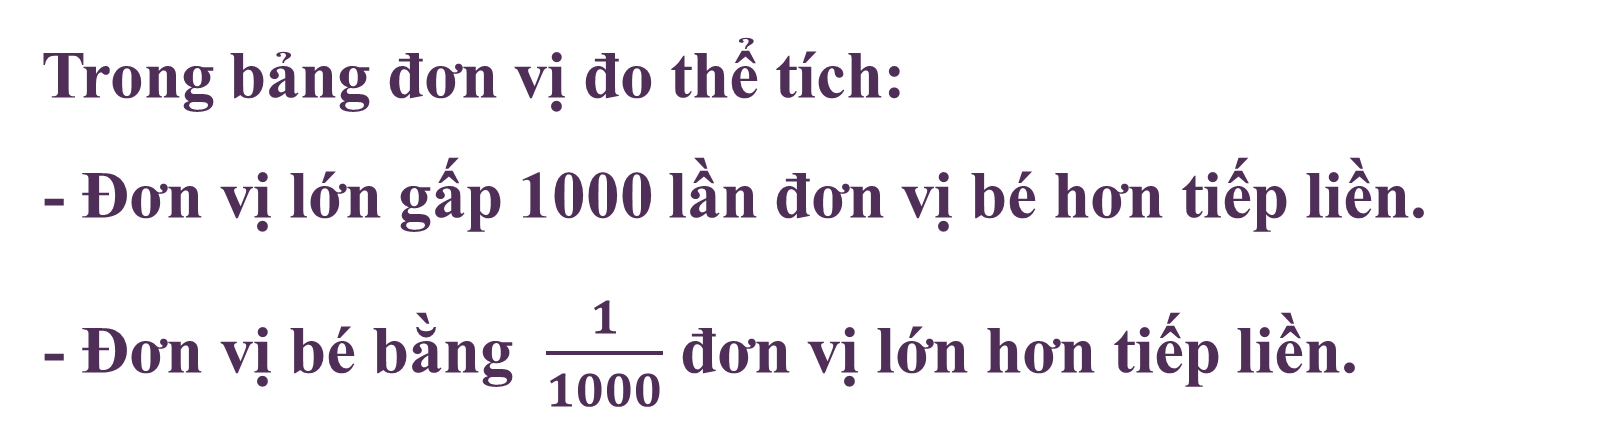 Trong bảng đơn vị đo thể tích:
- Đơn vị lớn gấp 1000 lần đơn vị bé hơn tiếp liền.
- Đơn vị bé bằng 1/1000 đơn vị lớn hơn tiếp liền.